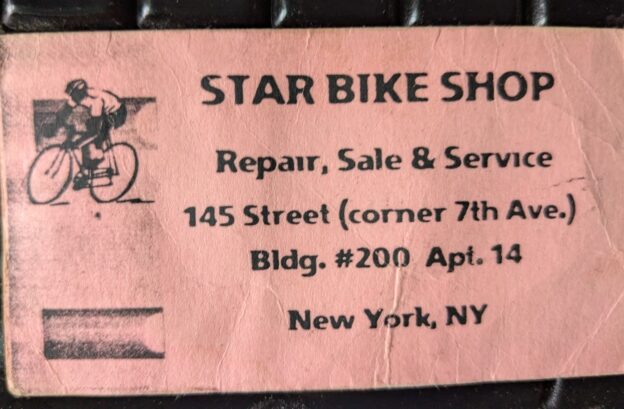 STAR BIKE SHOP
Repair, Sale & Service
145 Street (corner 7th Ave.)
Bldg. #200 Apt. 14
New York, NY